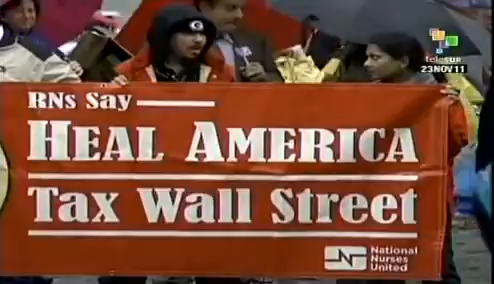 teleSUR
23NOV11
RNs Say
HEAL AMERICA
Tax Wall Street
National
Nurses
United